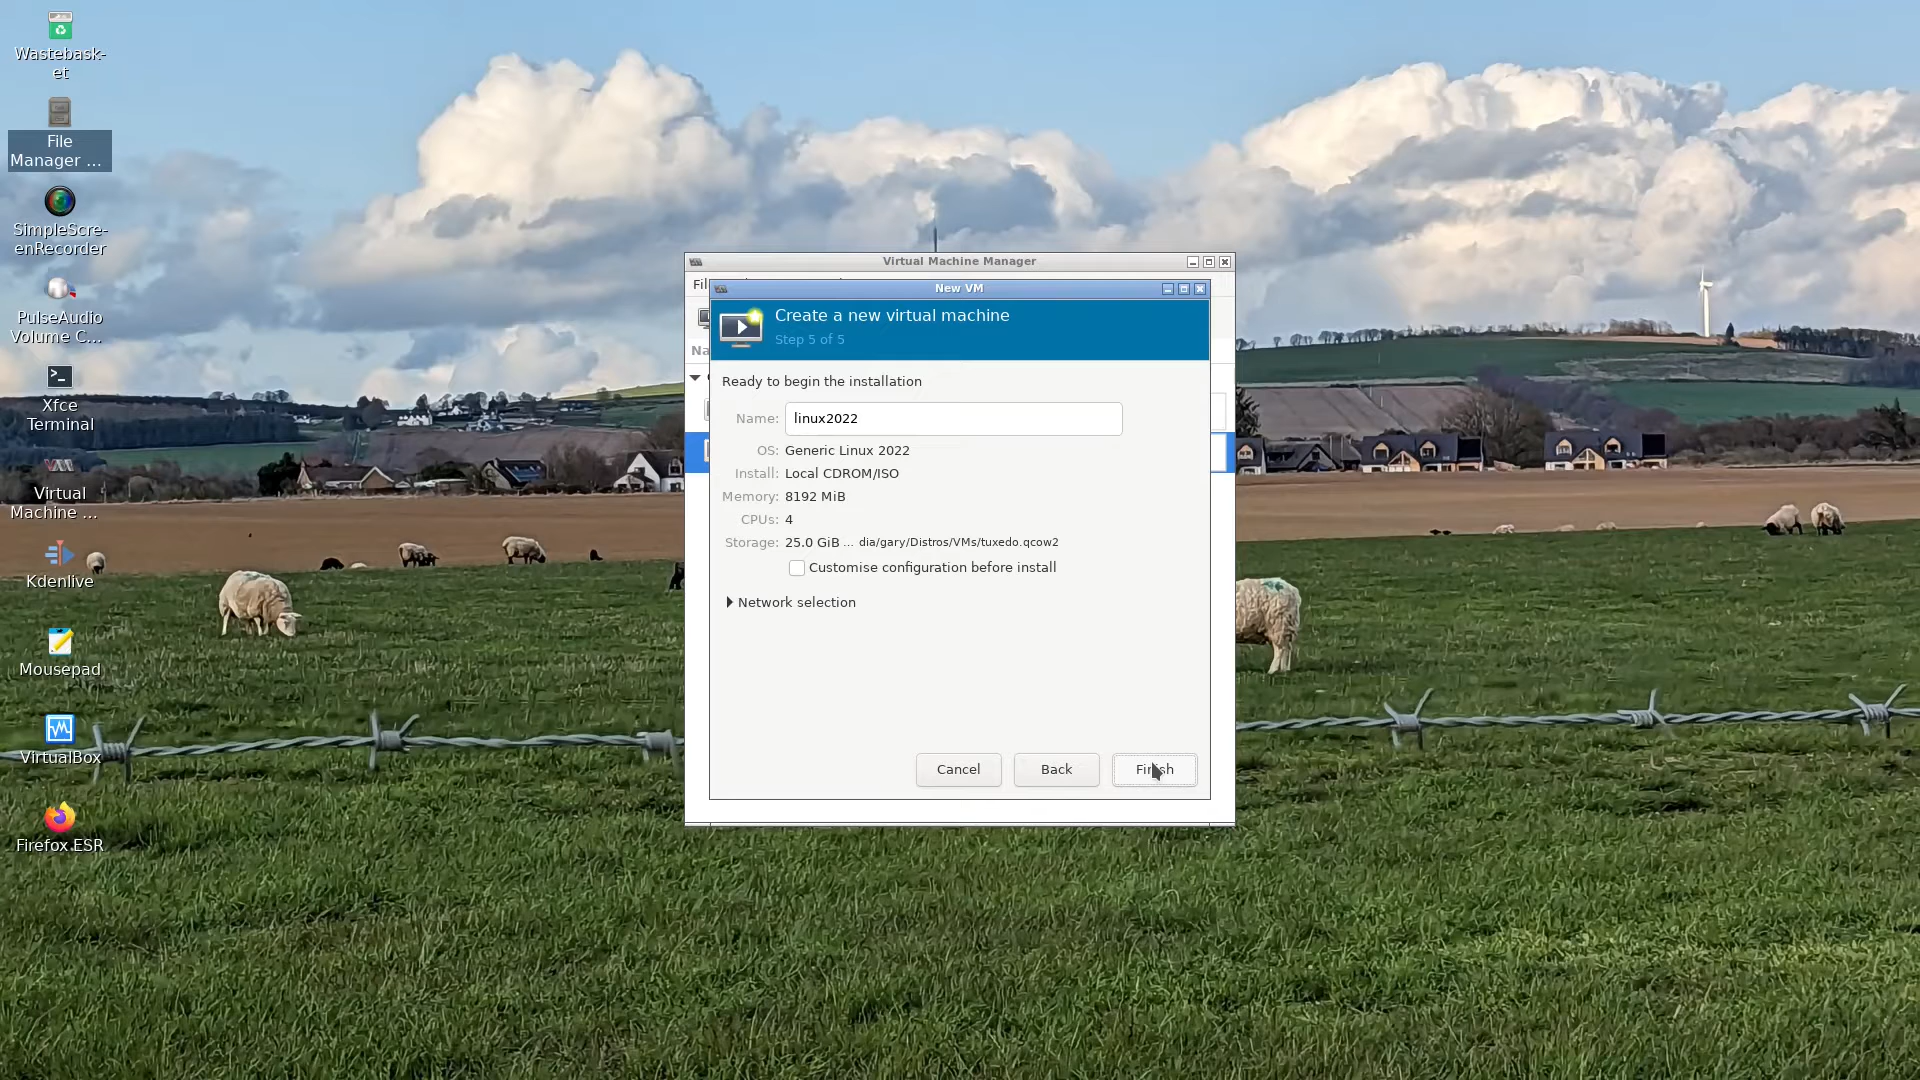 Wastebask-
et
File
Manager ...
SimpleScre-
enRecorder
PulseAudio
Volume C...
Xfce
Terminal
Virtual
Machine ...
Kdenlive
Mousepad
VirtualBox
Firefox ESR
Virtual Machine Manager
Fil
Na
New VM
Create a new virtual machine
Step 5 of 5
Ready to begin the installation
Name: linux2022
OS: Generic Linux 2022
Install: Local CDROM/ISO
Memory: 8192 MiB
CPUs: 4
Storage: 25.0 GiB ... dia/gary/Distros/VMs/tuxedo.qcow2
Customise configuration before install
Network selection
Cancel Back Finish